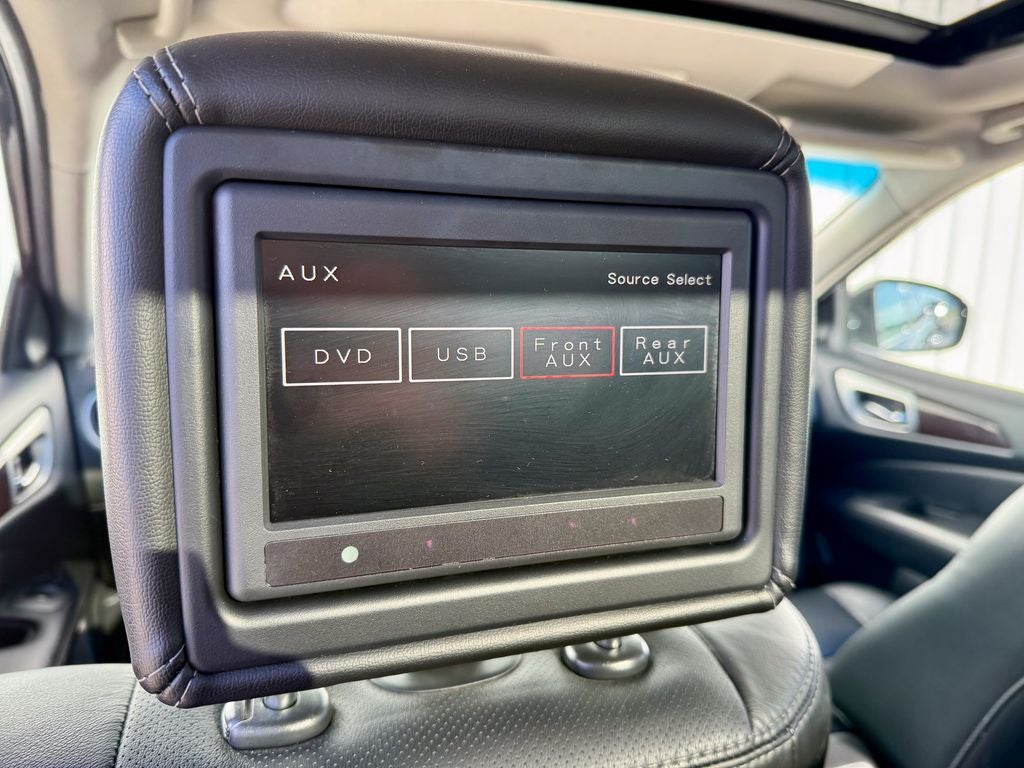 AUX
Source Select
DVD
USB
Front
AUX
Rear
AUX